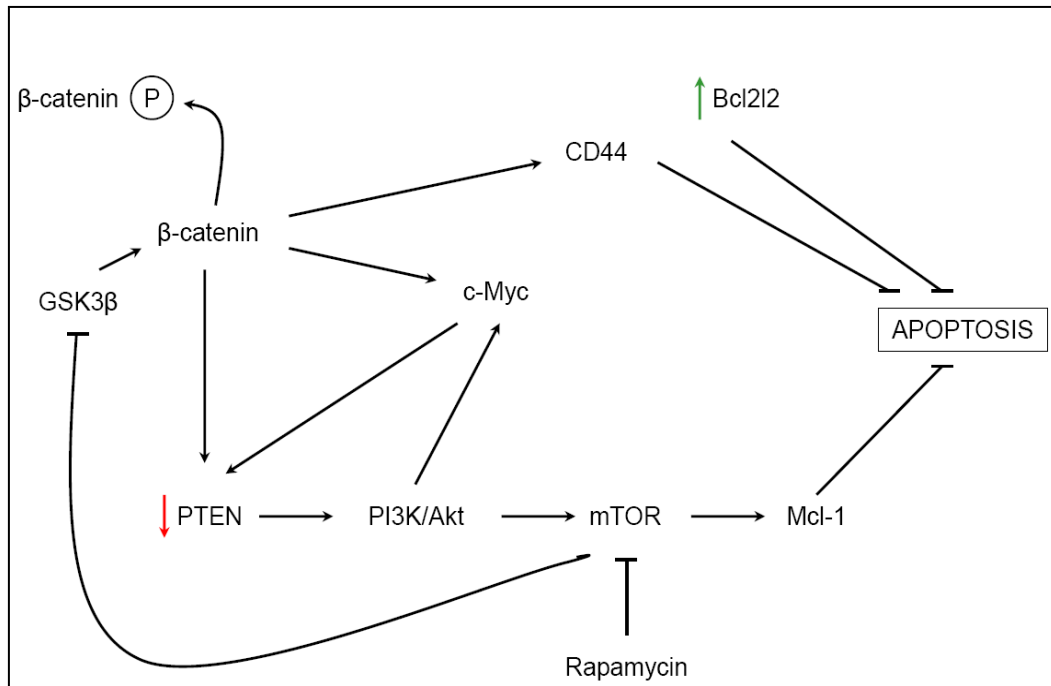 β-catenin P
Bcl2l2
CD44
β-catenin
GSK3β
c-Myc
APOPTOSIS
PTEN
PI3K/Akt
mTOR
Mcl-1
Rapamycin